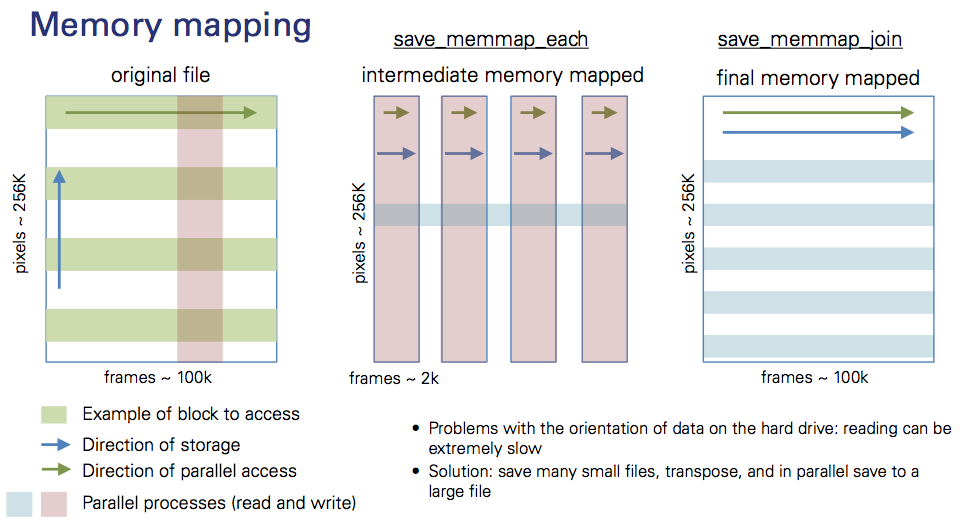 Memory mapping
save_memmap_each
save_memmap_join
original file
intermediate memory mapped
final memory mapped
pixels ~ 256K
pixels ~ 256K
pixels ~ 256K
frames ~ 100k
frames ~ 2k
frames ~ 100k
Example of block to access
Direction of storage
Direction of parallel access
Parallel processes (read and write)
• Problems with the orientation of data on the hard drive: reading can be
extremely slow
• Solution: save many small files, transpose, and in parallel save to a
large file